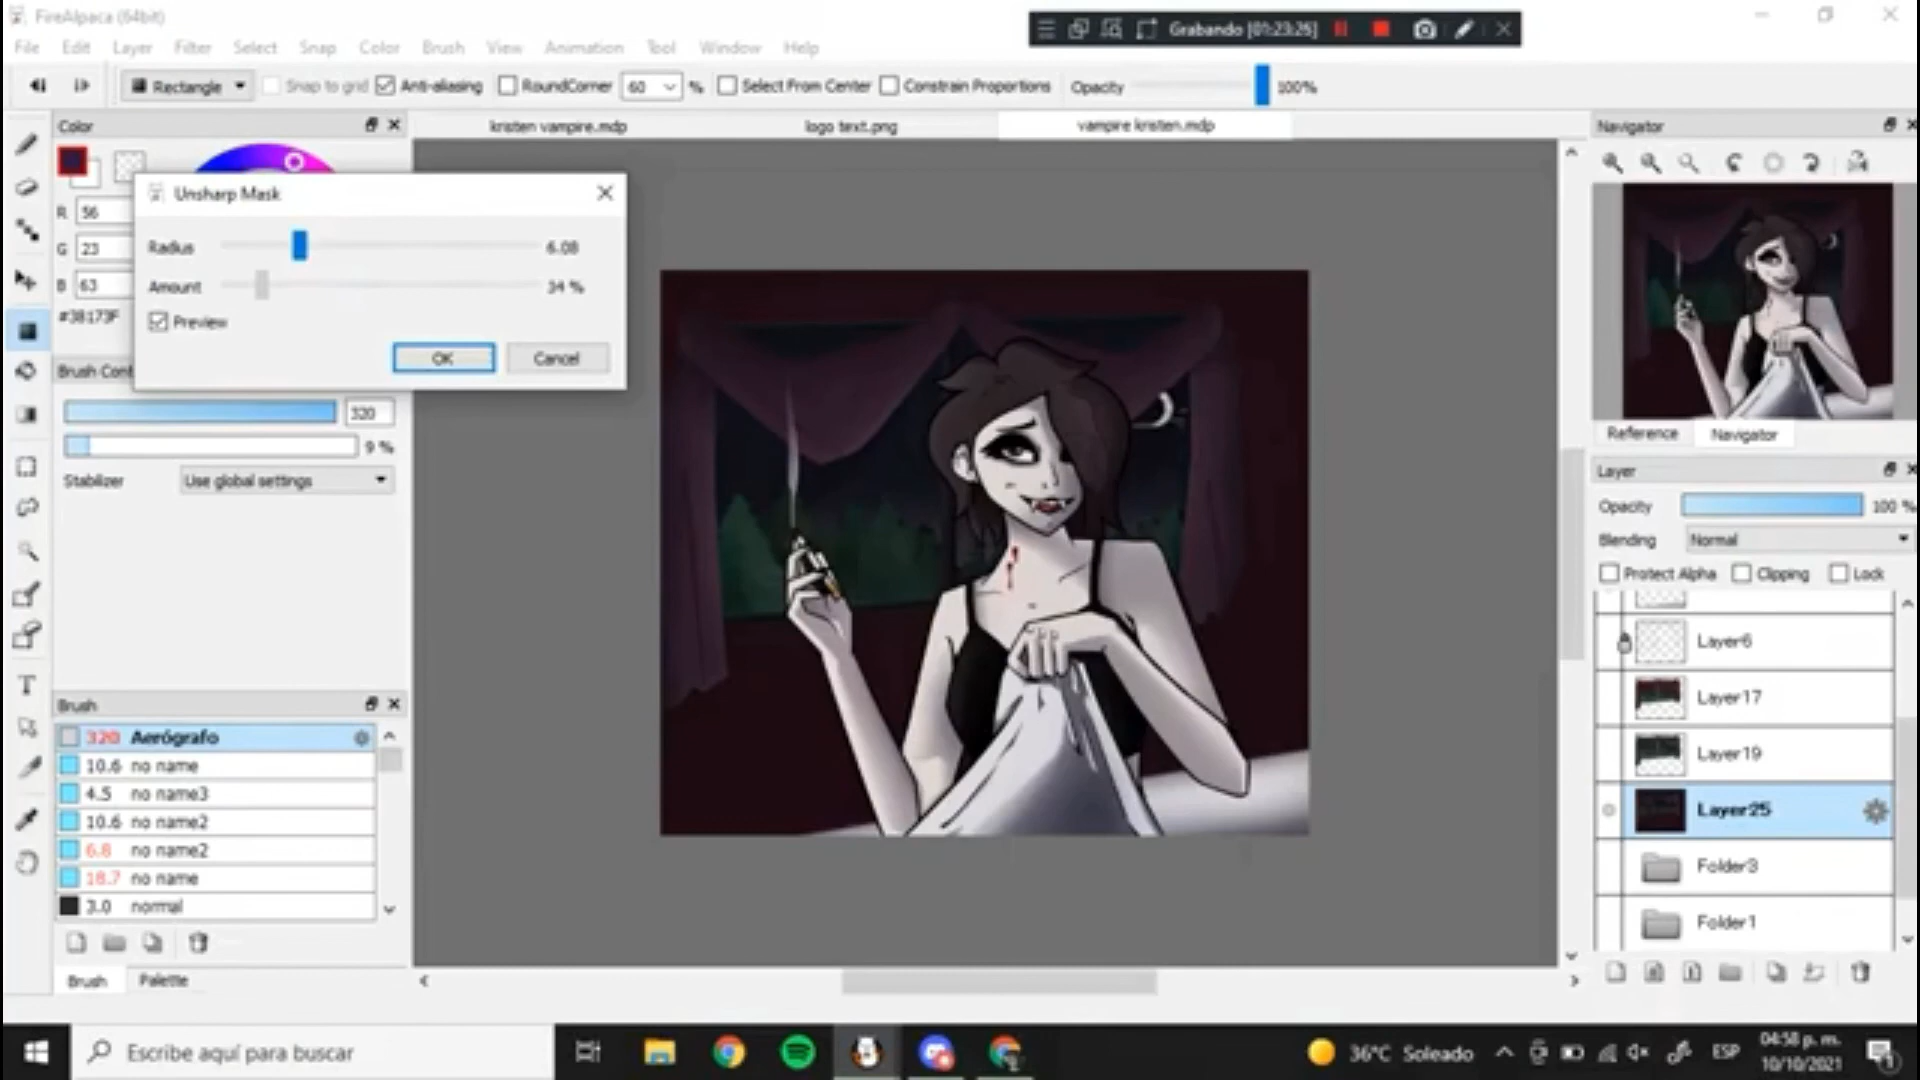 FireAlpaca (64bit)
Grabando [01:23:26]
File Edit Layer Filter Select Snap Color Brush View Animation Tool Window Help
Rectangle Snap to grid Anti-aliasing RoundCorner 60 % Select From Center Constrain Proportions Opacity 100%
Color
kristen vampire.mdp logo text.png vampire kristen.mdp
Navigator
Unsharp Mask
R 56
Radius 6.08
G 23
Amount 34 %
B 63
#38173F
Preview
OK Cancel
Brush Cont
320
9 %
Stabilizer Use global settings
Reference Navigator
Layer
Opacity 100 %
Blending Normal
Protect Alpha Clipping Lock
Layer6
Layer17
Layer19
Layer25
Folder3
Folder1
Brush
320 Aerógrafo
10.6 no name
4.5 no name3
10.6 no name2
6.8 no name2
18.7 no name
3.0 normal
Brush Palette
Escribe aquí para buscar
36°C Soleado
ESP
04:58 p. m.
10/10/2021
1